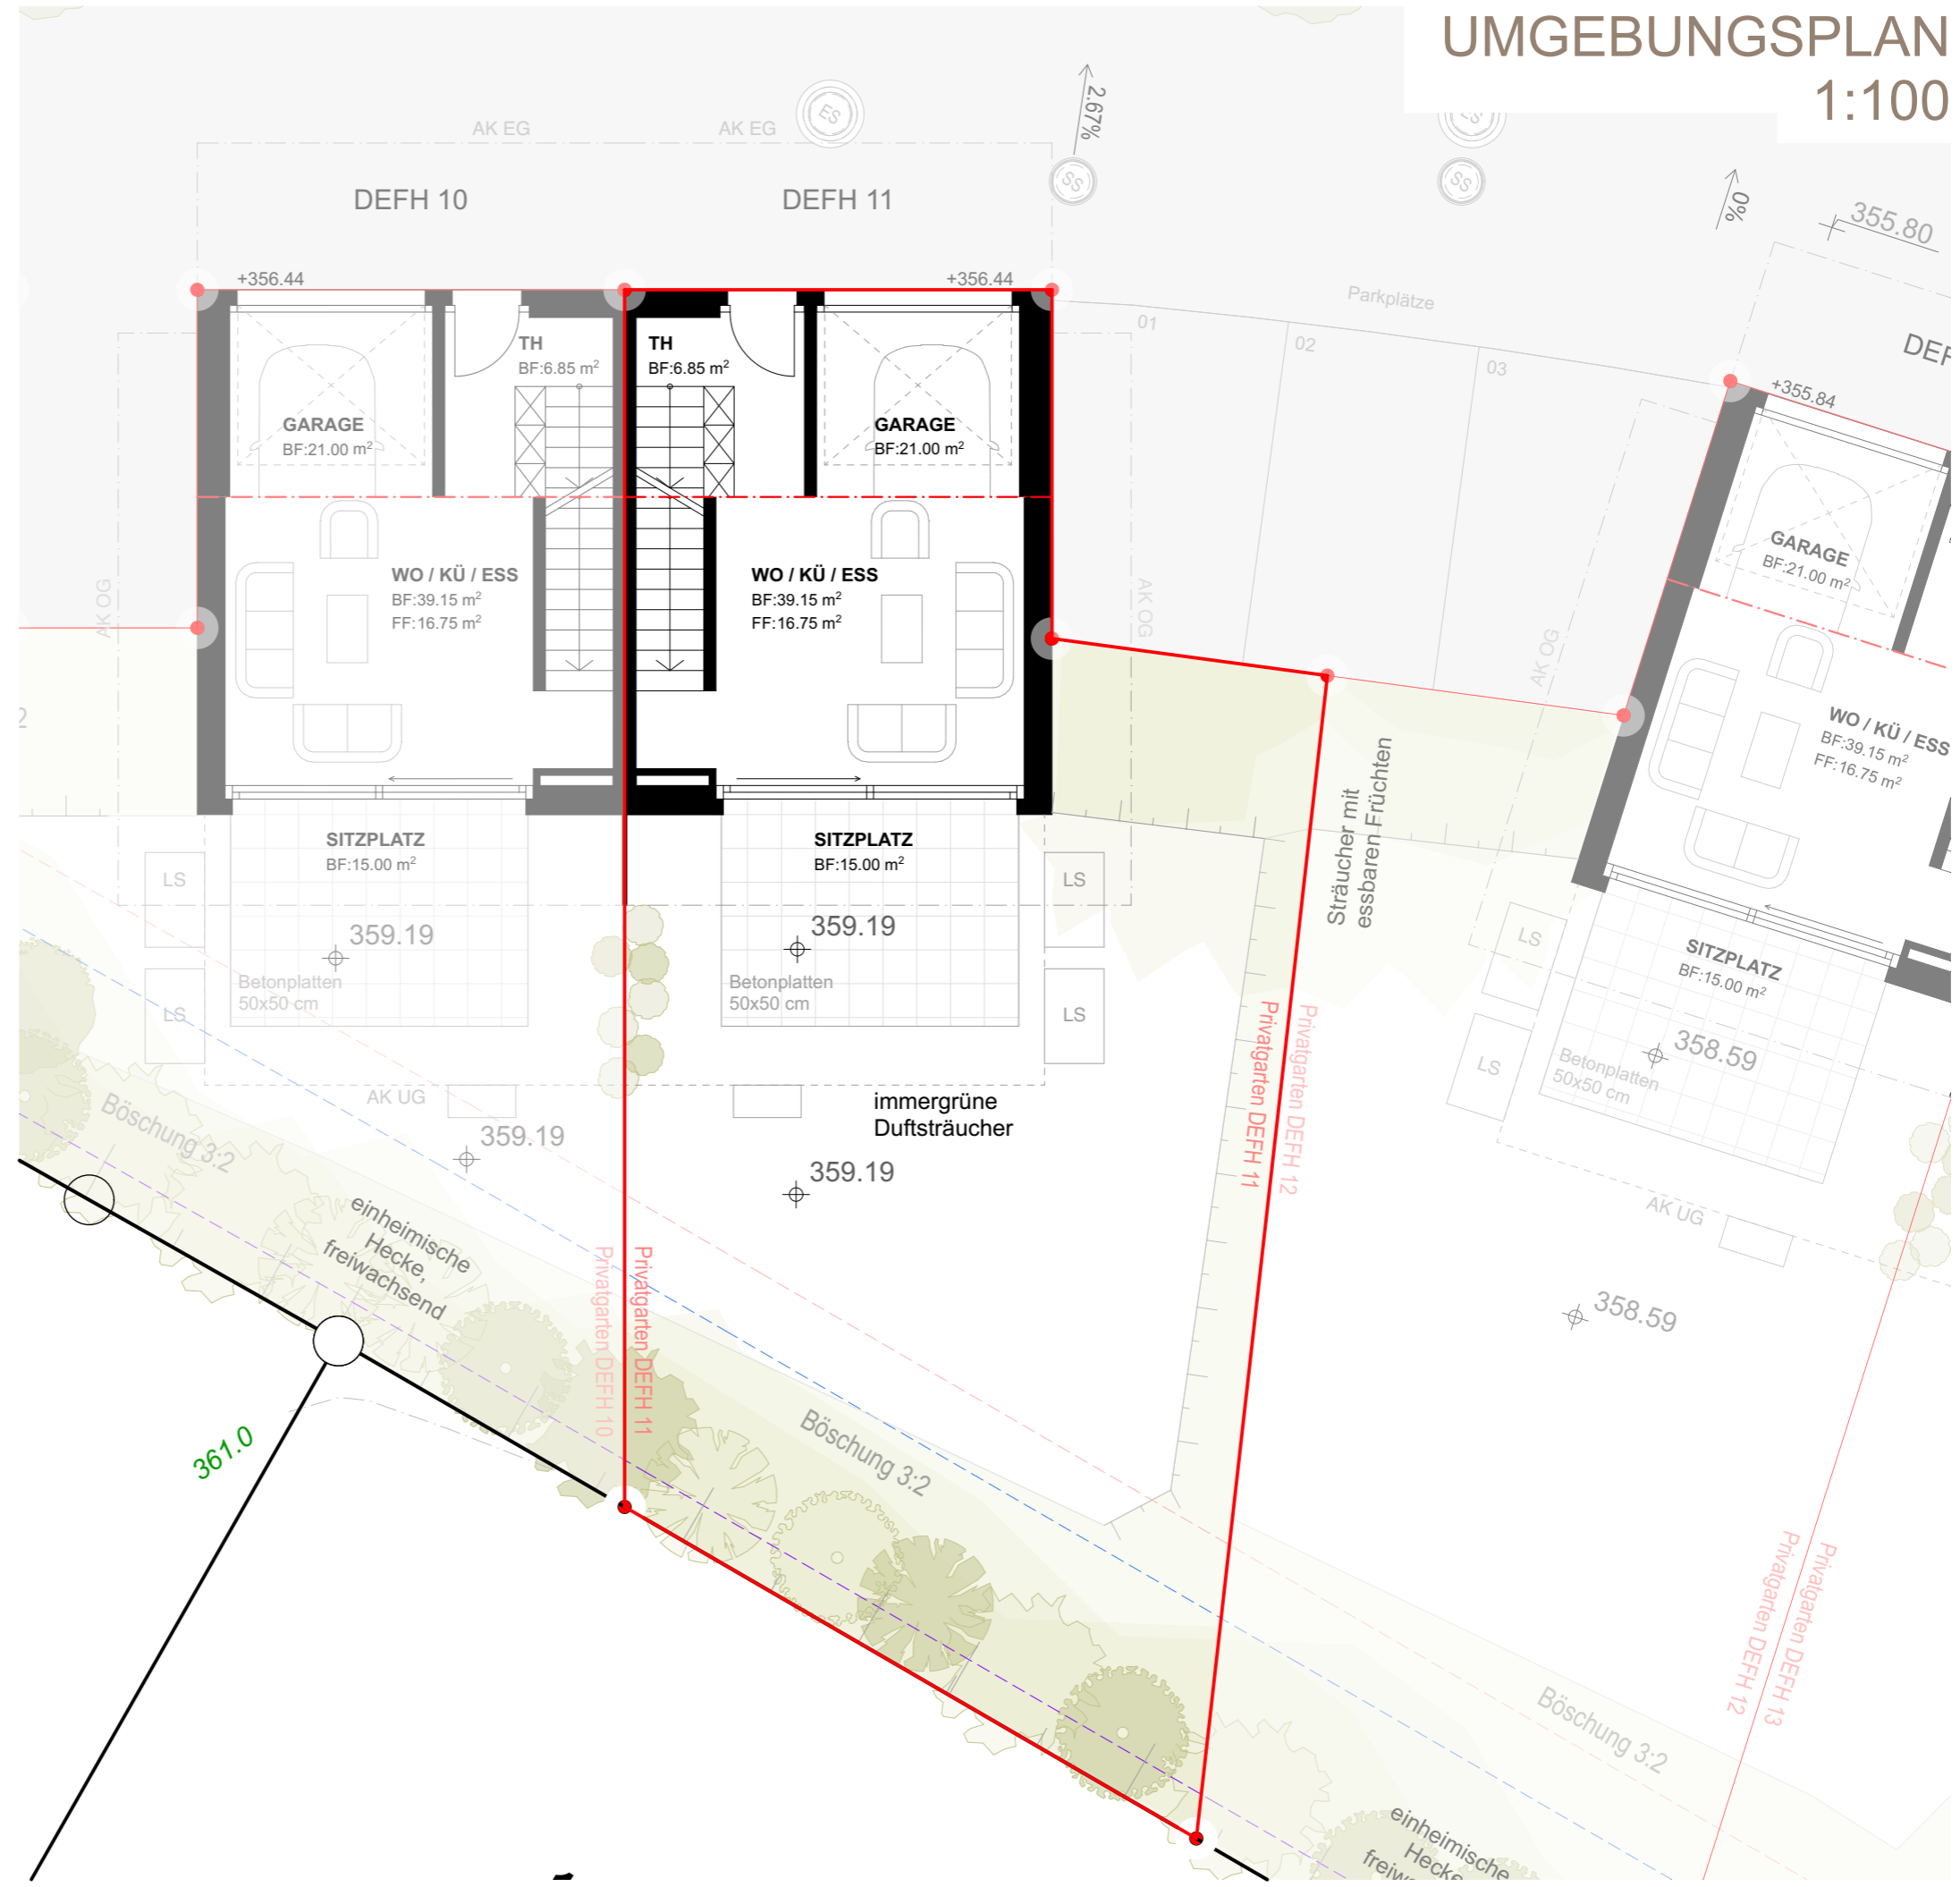 UMGEBUNGSPLAN
1:100
AK EG
AK EG
ES
ES
2.67%
SS
SS
DEFH 10
DEFH 11
0%
355.80
+356.44
+356.44
Parkplätze
01
02
03
+355.84
TH
BF:6.85 m²
TH
BF:6.85 m²
GARAGE
BF:21.00 m²
GARAGE
BF:21.00 m²
GARAGE
BF:21.00 m²
AK OG
AK OG
AK OG
WO / KÜ / ESS
BF:39.15 m²
FF:16.75 m²
WO / KÜ / ESS
BF:39.15 m²
FF:16.75 m²
WO / KÜ / ESS
BF:39.15 m²
FF:16.75 m²
SITZPLATZ
BF:15.00 m²
SITZPLATZ
BF:15.00 m²
SITZPLATZ
BF:15.00 m²
Sträucher mit
essbaren Früchten
LS
LS
LS
LS
LS
LS
359.19
359.19
358.59
Betonplatten
50x50 cm
Betonplatten
50x50 cm
Betonplatten
50x50 cm
AK UG
AK UG
immergrüne
Duftsträucher
359.19
359.19
358.59
Privatgarten DEFH 11
Privatgarten DEFH 12
Böschung 3:2
einheimische
Hecke,
freiwachsend
Privatgarten DEFH 10
Privatgarten DEFH 11
361.0
Böschung 3:2
Privatgarten DEFH 12
Privatgarten DEFH 13
Böschung 3:2
einheimische